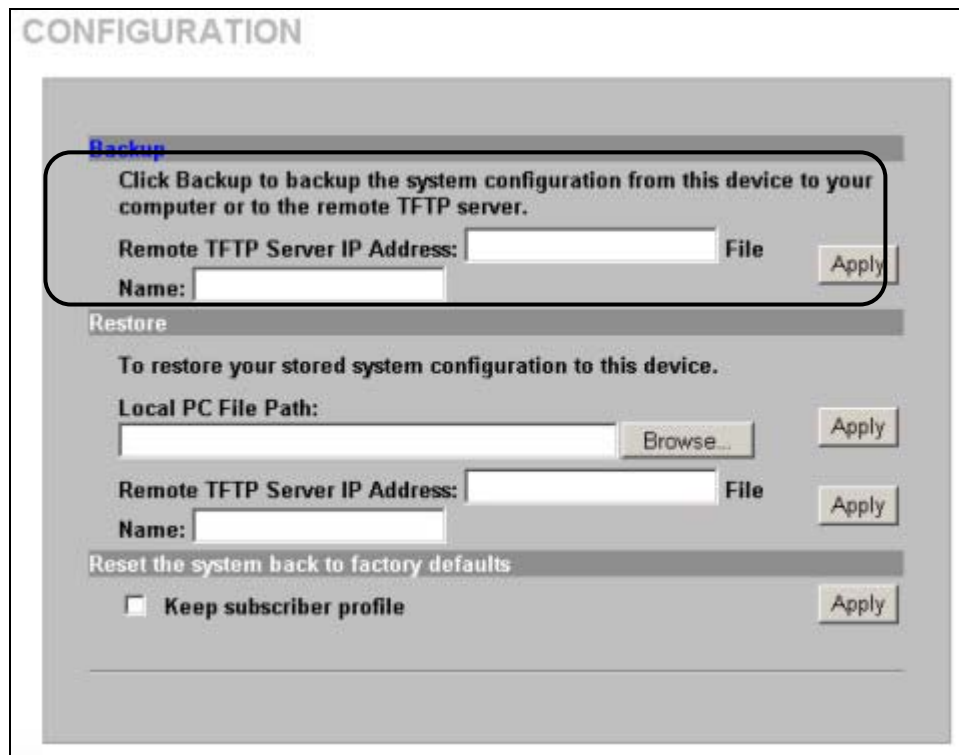 CONFIGURATION
Backup
Click Backup to backup the system configuration from this device to your
computer or to the remote TFTP server.
Remote TFTP Server IP Address: File
Name:
Apply
Restore
To restore your stored system configuration to this device.
Local PC File Path:
Browse...
Apply
Remote TFTP Server IP Address: File
Name:
Apply
Reset the system back to factory defaults
Keep subscriber profile
Apply